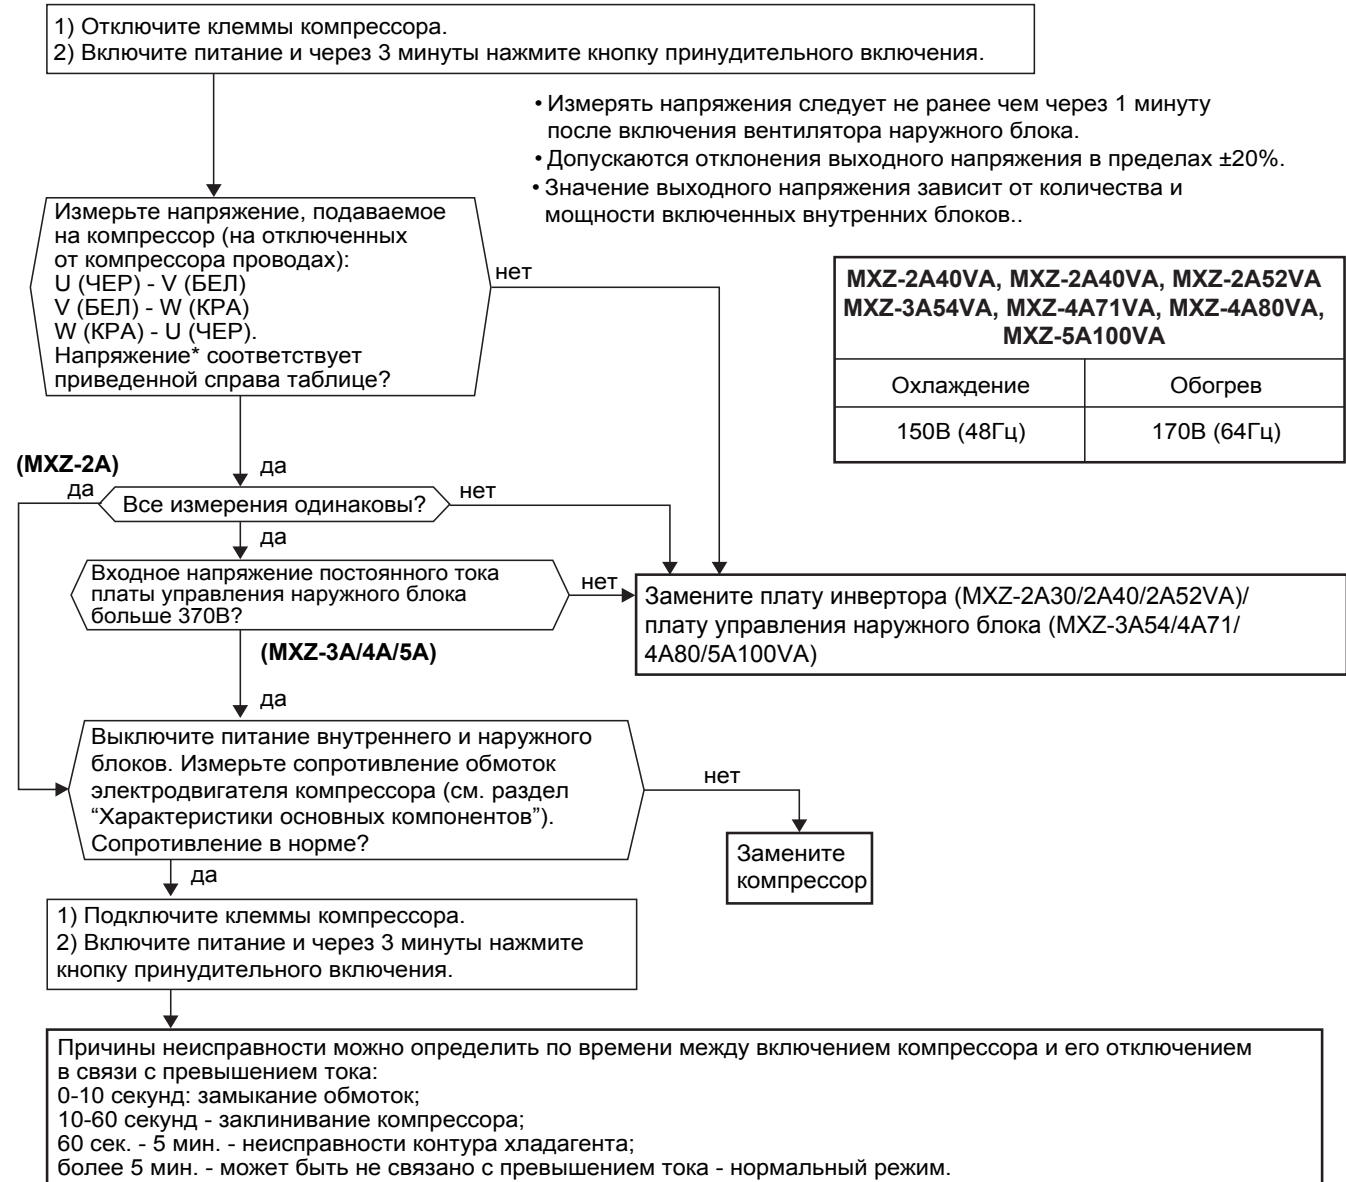 1) Отключите клеммы компрессора.
2) Включите питание и через 3 минуты нажмите кнопку принудительного включения.
• Измерять напряжения следует не ранее чем через 1 минуту
после включения вентилятора наружного блока.
• Допускаются отклонения выходного напряжения в пределах ±20%.
• Значение выходного напряжения зависит от количества и
мощности включенных внутренних блоков..
Измерьте напряжение, подаваемое
на компрессор (на отключенных
от компрессора проводах):
U (ЧЕР) - V (БЕЛ)
V (БЕЛ) - W (КРА)
W (КРА) - U (ЧЕР).
Напряжение* соответствует
приведенной справа таблице?
нет
MXZ-2A40VA, MXZ-2A40VA, MXZ-2A52VA
MXZ-3A54VA, MXZ-4A71VA, MXZ-4A80VA,
MXZ-5A100VA
Охлаждение
Обогрев
150В (48Гц)
170В (64Гц)
(MXZ-2A)
да
да
Все измерения одинаковы?
нет
да
Входное напряжение постоянного тока
платы управления наружного блока
больше 370В?
нет
Замените плату инвертора (MXZ-2A30/2A40/2A52VA)/
плату управления наружного блока (MXZ-3A54/4A71/
4A80/5A100VA)
(MXZ-3A/4A/5A)
да
Выключите питание внутреннего и наружного
блоков. Измерьте сопротивление обмоток
электродвигателя компрессора (см. раздел
“Характеристики основных компонентов”).
Сопротивление в норме?
нет
Замените
компрессор
да
1) Подключите клеммы компрессора.
2) Включите питание и через 3 минуты нажмите
кнопку принудительного включения.
Причины неисправности можно определить по времени между включением компрессора и его отключением
в связи с превышением тока:
0-10 секунд: замыкание обмоток;
10-60 секунд - заклинивание компрессора;
60 сек. - 5 мин. - неисправности контура хладагента;
более 5 мин. - может быть не связано с превышением тока - нормальный режим.